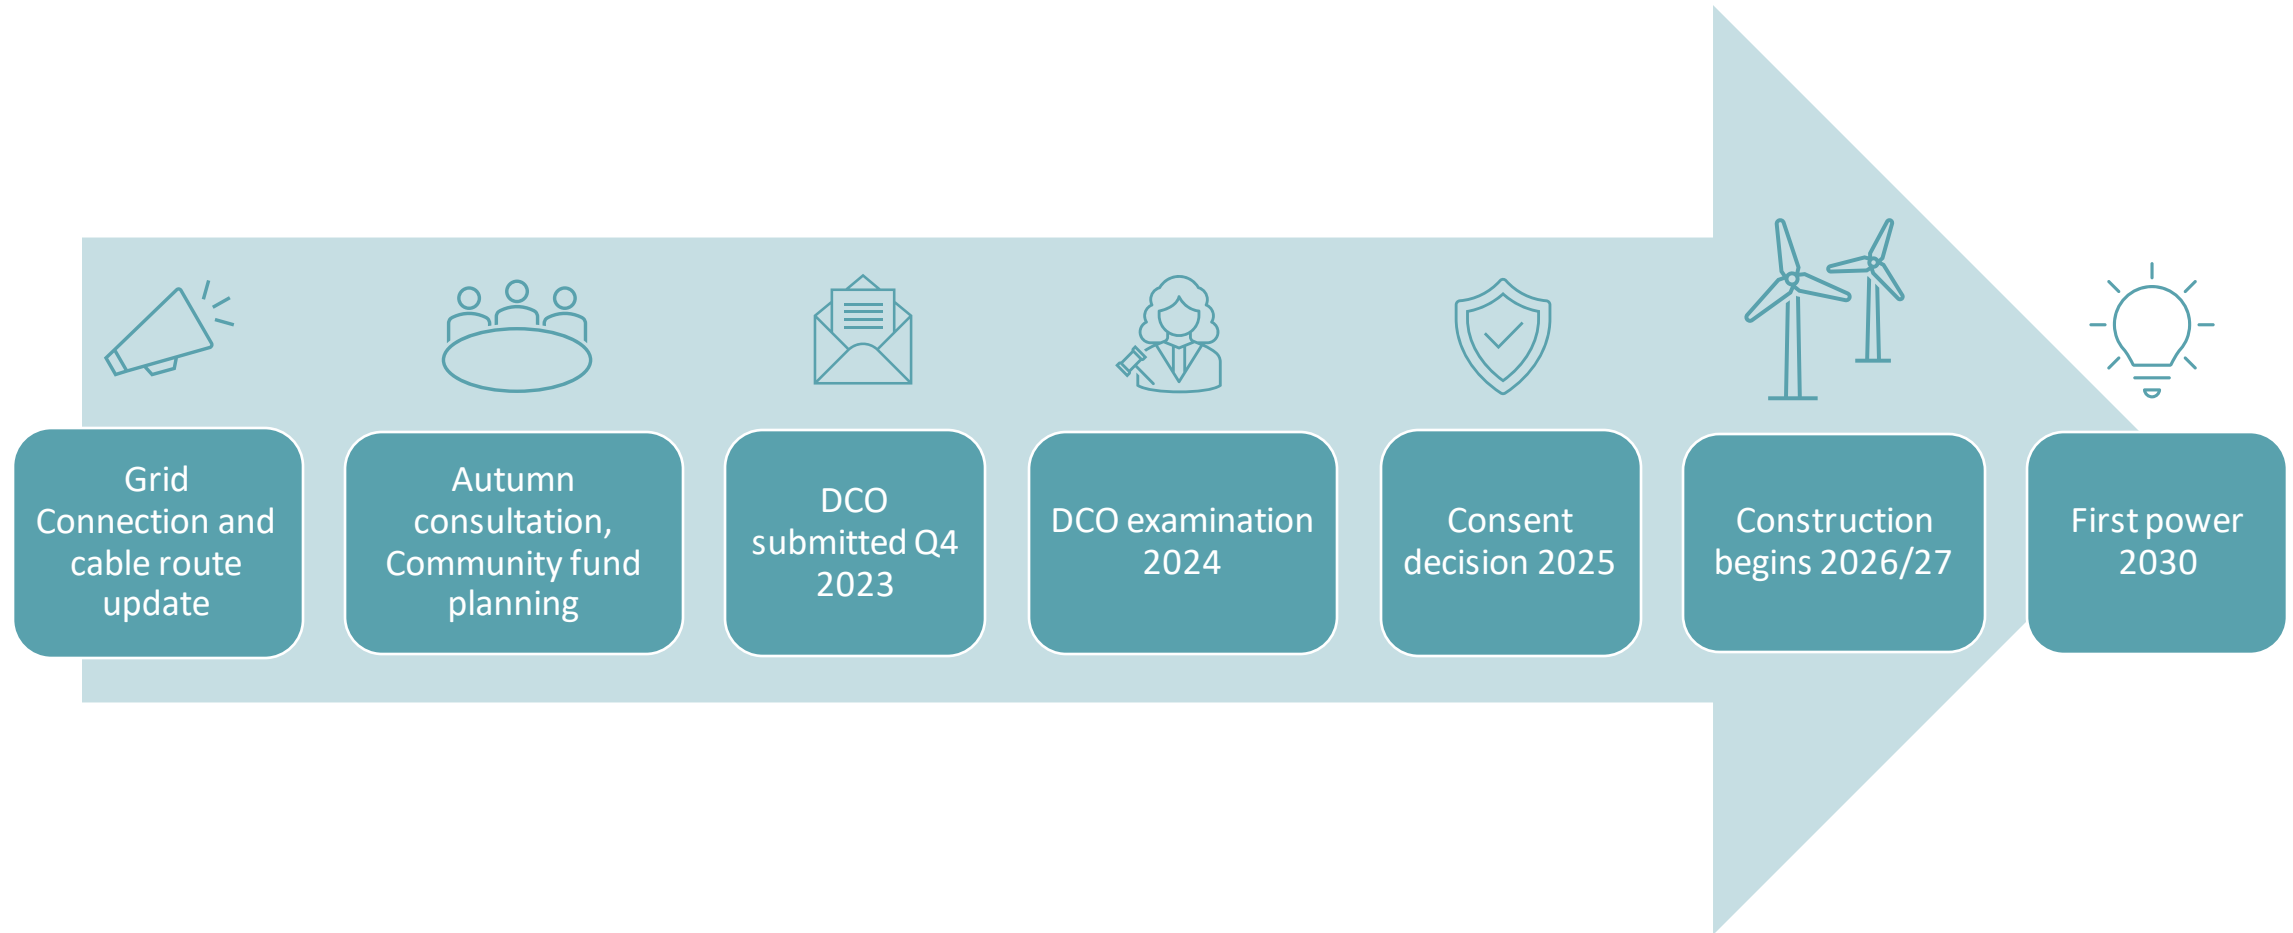 Grid
Connection and
cable route
update
Autumn
consultation,
Community fund
planning
DCO
submitted Q4
2023
DCO examination
2024
Consent
decision 2025
Construction
begins 2026/27
First power
2030